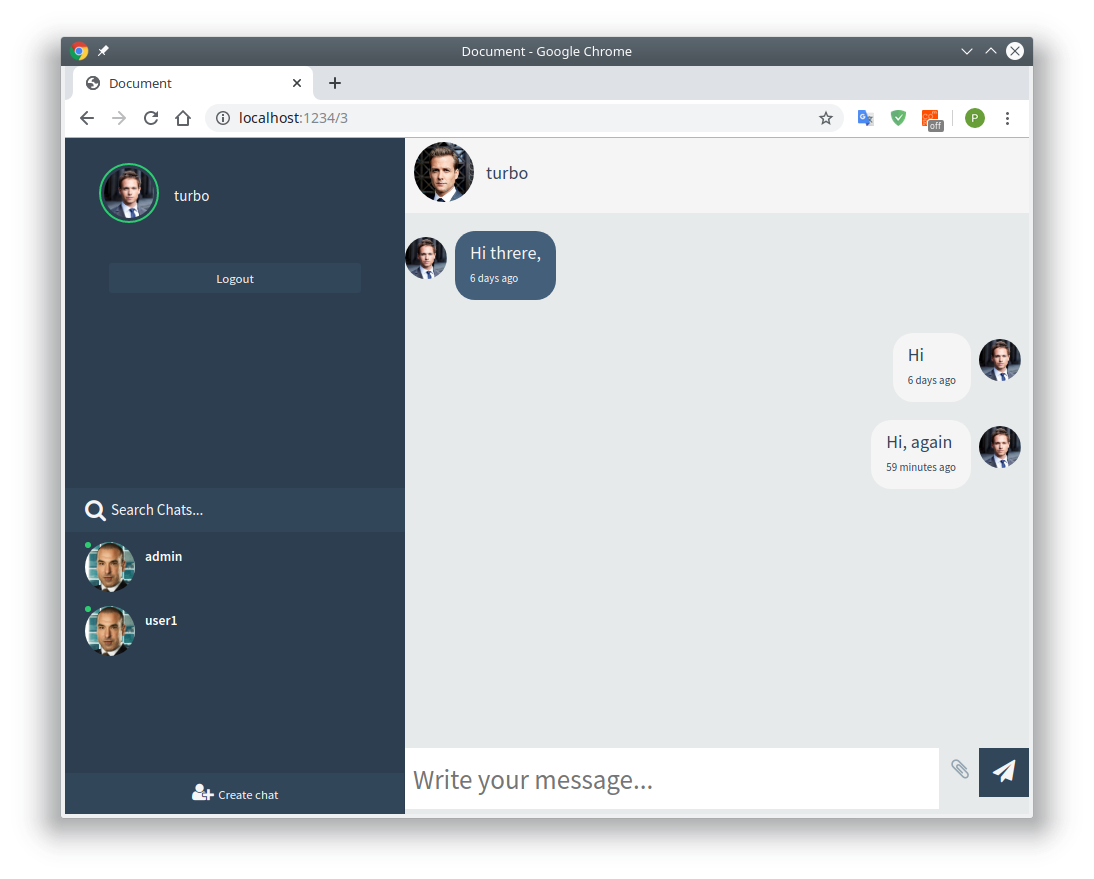 Document - Google Chrome
Document
localhost:1234/3
off
P
turbo
Logout
Search Chats...
admin
user1
Create chat
turbo
Hi threre,
6 days ago
Hi
6 days ago
Hi, again
59 minutes ago
Write your message...